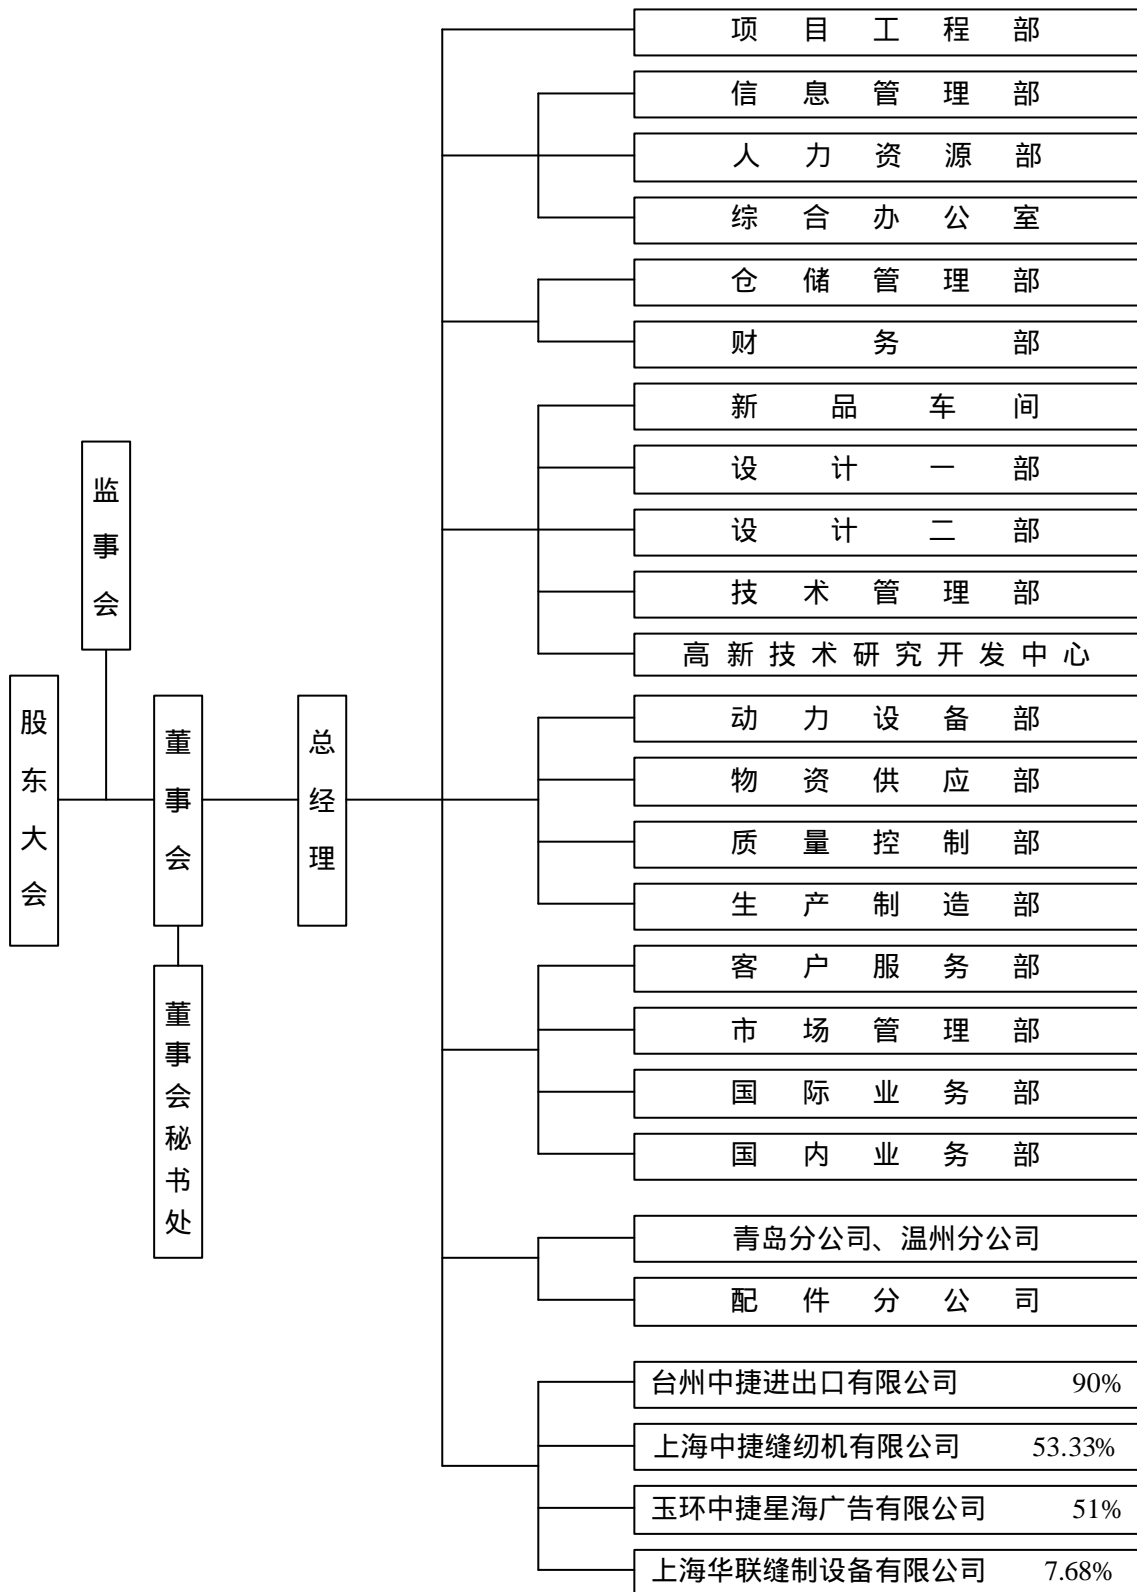 项目工程部
信息管理部
人力资源部
综合办公室
仓储管理部
财务部
新品车间
设计一部
设计二部
技术管理部
高新技术研究开发中心
监事会
股东大会
董事会
总经理
动力设备部
物资供应部
质量控制部
生产制造部
董事会秘书处
客户服务部
市场管理部
国际业务部
国内业务部
青岛分公司、温州分公司
配件分公司
台州中捷进出口有限公司 90%
上海中捷缝纫机有限公司 53.33%
玉环中捷星海广告有限公司 51%
上海华联缝制设备有限公司 7.68%